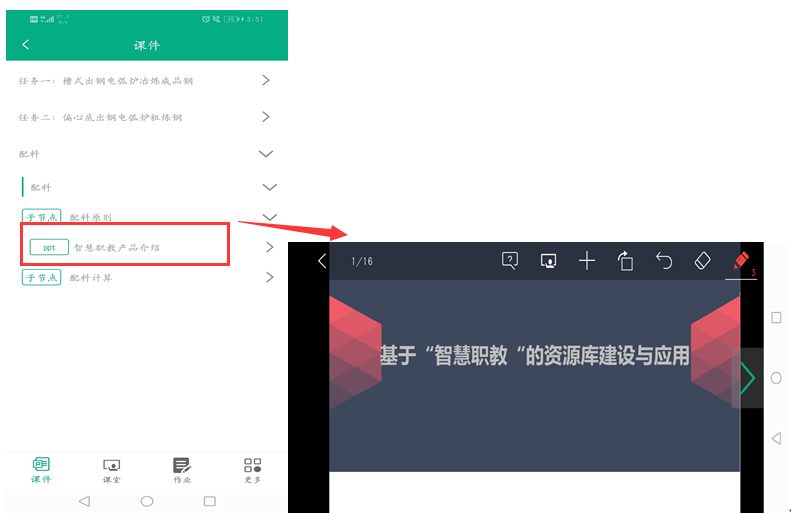 3:51
课件
任务一：槽式出钢电弧炉冶炼成品钢
任务二：偏心底出钢电弧炉粗炼钢
配料
配料
子节点 配料原则
ppt 智慧职教产品介绍
子节点 配料计算
课件 课堂 作业 更多
1/16
3
基于“智慧职教“的资源库建设与应用